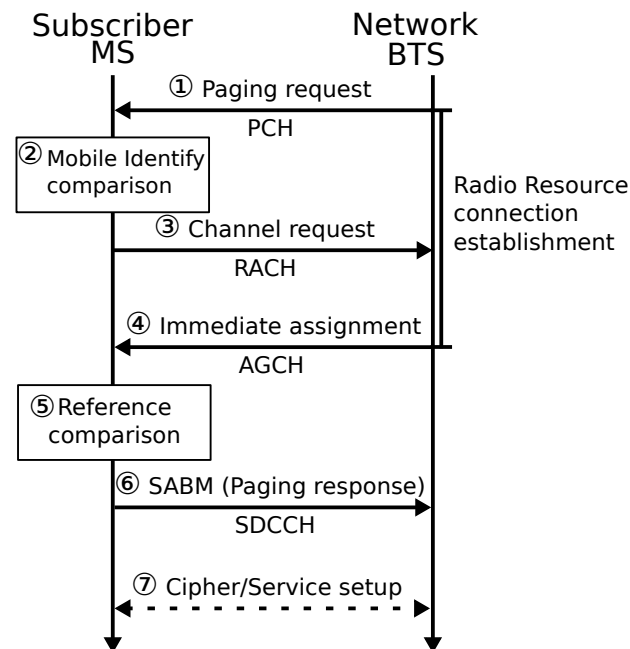 Subscriber
MS
Network
BTS
① Paging request
PCH
② Mobile Identify
comparison
③ Channel request
RACH
Radio Resource
connection
establishment
④ Immediate assignment
AGCH
⑤ Reference
comparison
⑥ SABM (Paging response)
SDCCH
⑦ Cipher/Service setup